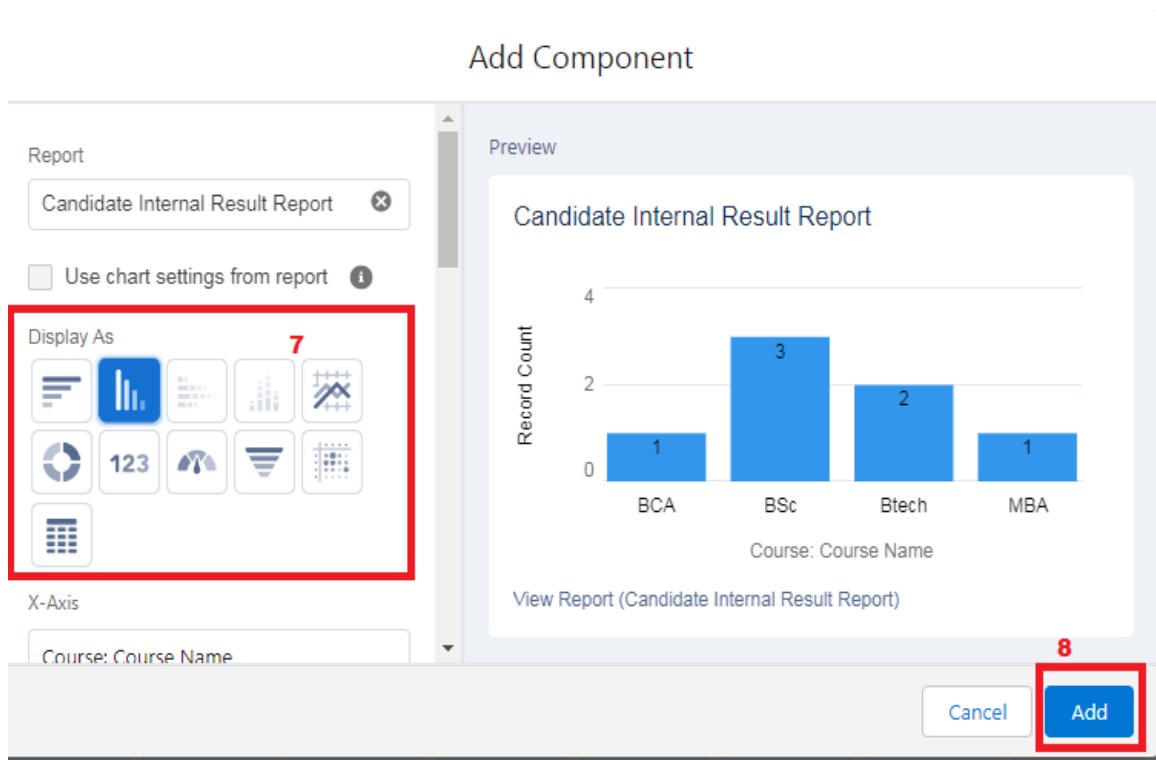 Add Component
Report
Candidate Internal Result Report
Use chart settings from report
Display As
7
123
X-Axis
Course: Course Name
Preview
Candidate Internal Result Report
4
2
0
Record Count
3
2
1
1
BCA BSc Btech MBA
Course: Course Name
View Report (Candidate Internal Result Report)
8
Cancel
Add